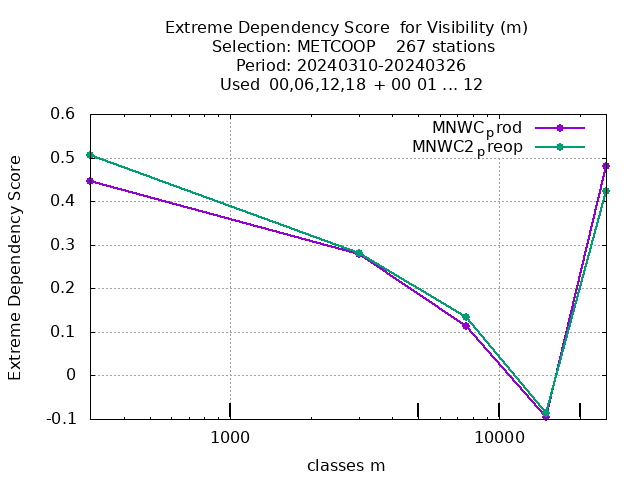 Extreme Dependency Score for Visibility (m)
Selection: METCOOP 267 stations
Period: 20240310-20240326
Used 00,06,12,18 + 00 01 ... 12
0.6
MNWCprod
MNWC2preop
0.5
0.4
0.3
0.2
0.1
0
-0.1
Extreme Dependency Score
1000
10000
classes m